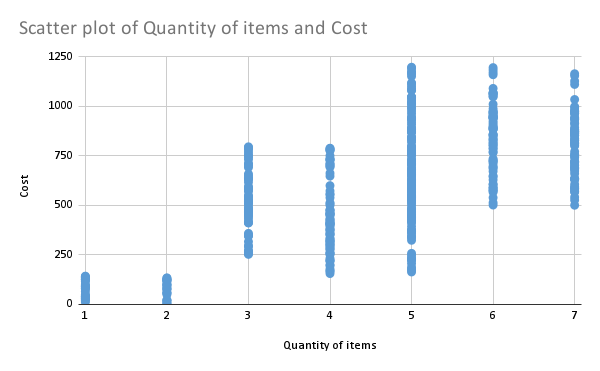 Scatter plot of Quantity of items and Cost
1250
1000
750
500
250
0
Cost
1 2 3 4 5 6 7
Quantity of items